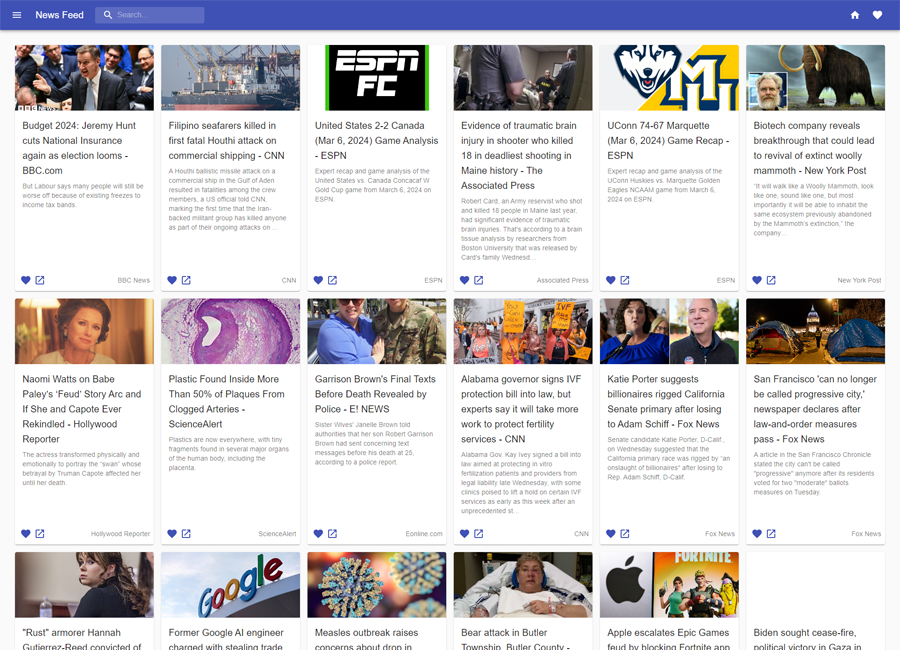 News Feed
Search...
BBC NEWS
Budget 2024: Jeremy Hunt
cuts National Insurance
again as election looms -
BBC.com
But Labour says many people will still be
worse off because of existing freezes to
income tax bands.
BBC News
Filipino seafarers killed in
first fatal Houthi attack on
commercial shipping - CNN
A Houthi ballistic missile attack on a
commercial ship in the Gulf of Aden
resulted in fatalities among the crew
members, a US official told CNN,
marking the first time that the Iran-
backed militant group has killed anyone
as part of their ongoing attacks on ...
CNN
ESPN
FC
United States 2-2 Canada
(Mar 6, 2024) Game Analysis
- ESPN
Expert recap and game analysis of the
United States vs. Canada Concacaf W
Gold Cup game from March 6, 2024 on
ESPN.
ESPN
Evidence of traumatic brain
injury in shooter who killed
18 in deadliest shooting in
Maine history - The
Associated Press
Robert Card, an Army reservist who shot
and killed 18 people in Maine last year,
had significant evidence of traumatic
brain injuries. That's according to a brain
tissue analysis by researchers from
Boston University that was released by
Card's family Wednesd...
Associated Press
MU
UConn 74-67 Marquette
(Mar 6, 2024) Game Recap -
ESPN
Expert recap and game analysis of the
UConn Huskies vs. Marquette Golden
Eagles NCAAM game from March 6,
2024 on ESPN.
ESPN
Biotech company reveals
breakthrough that could lead
to revival of extinct woolly
mammoth - New York Post
“It will walk like a Woolly Mammoth, look
like one, sound like one, but most
importantly it will be able to inhabit the
same ecosystem previously abandoned
by the Mammoth's extinction,” the
company...
New York Post
Naomi Watts on Babe
Paley's ‘Feud’ Story Arc and
If She and Capote Ever
Rekindled - Hollywood
Reporter
The actress transformed physically and
emotionally to portray the “swan” whose
betrayal by Truman Capote affected her
until her death.
Hollywood Reporter
Plastic Found Inside More
Than 50% of Plaques From
Clogged Arteries -
ScienceAlert
Plastics are now everywhere, with tiny
fragments found in several major organs
of the human body, including the
placenta.
ScienceAlert
Garrison Brown's Final Texts
Before Death Revealed by
Police - E! NEWS
Sister Wives' Janelle Brown told
authorities that her son Robert Garrison
Brown had sent concerning text
messages before his death at 25,
according to a police report.
Eonline.com
IVF
Alabama governor signs IVF
protection bill into law, but
experts say it will take more
work to protect fertility
services - CNN
Alabama Gov. Kay Ivey signed a bill into
law aimed at protecting in vitro
fertilization patients and providers from
legal liability late Wednesday, with some
clinics poised to lift a hold on certain IVF
services as early as this week after an
unprecedented st...
CNN
Katie Porter suggests
billionaires rigged California
Senate primary after losing
to Adam Schiff - Fox News
Senate candidate Katie Porter, D-Calif.,
on Wednesday suggested that the
California primary race was rigged by “an
onslaught of billionaires” after losing to
Rep. Adam Schiff, D-Calif.
Fox News
San Francisco 'can no longer
be called progressive city,'
newspaper declares after
law-and-order measures
pass - Fox News
A article in the San Francisco Chronicle
stated the city can't be called
"progressive" anymore after its residents
voted for two "moderate" ballots
measures on Tuesday.
Fox News
"Rust" armorer Hannah
Gutierrez-Reed convicted of
Google
Former Google AI engineer
charged with stealing trade
Measles outbreak raises
concerns about drop in
Bear attack in Butler
Township, Butler County -
FORTNITE
Apple escalates Epic Games
feud by blocking Fortnite app
Biden sought cease-fire,
political victory in Gaza in